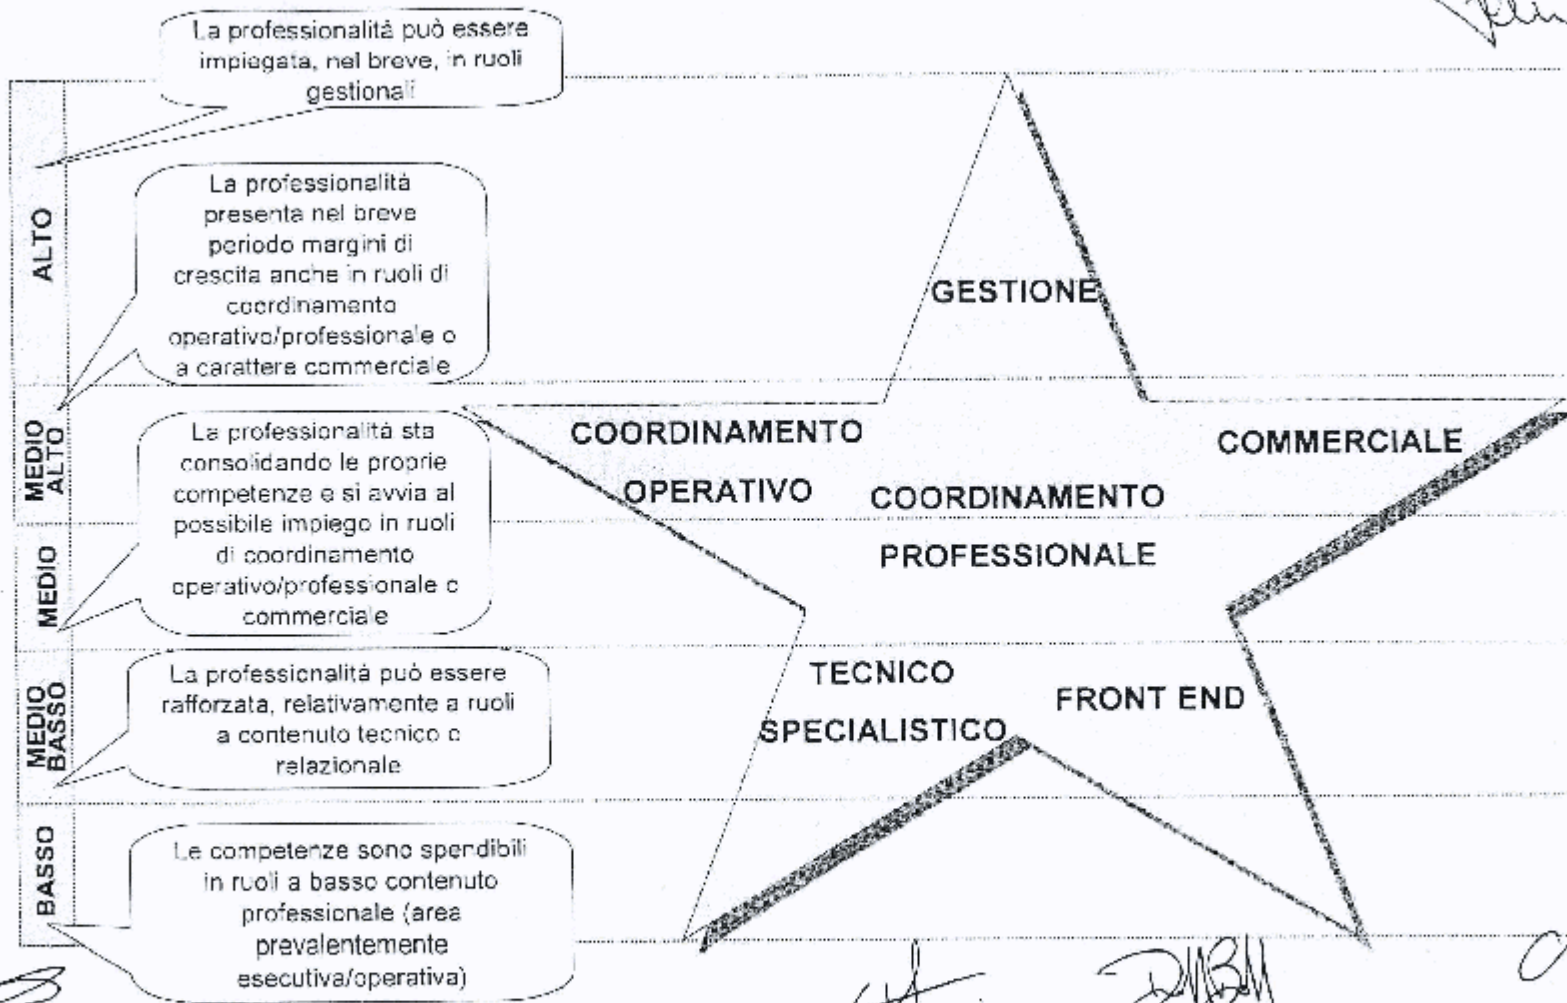 La professionalità può essere
impiegata, nel breve, in ruoli
gestionali
ALTO
La professionalità
presenta nel breve
periodo margini di
crescita anche in ruoli di
coordinamento
operativo/professionale o
a carattere commerciale
GESTIONE
MEDIO
ALTO
La professionalità sta
consolidando le proprie
competenze e si avvia al
possibile impiego in ruoli
di coordinamento
operativo/professionale o
commerciale
COORDINAMENTO
OPERATIVO
COORDINAMENTO
PROFESSIONALE
COMMERCIALE
MEDIO
MEDIO
BASSO
La professionalità può essere
rafforzata, relativamente a ruoli
a contenuto tecnico o
relazionale
TECNICO
SPECIALISTICO
FRONT END
BASSO
Le competenze sono spendibili
in ruoli a basso contenuto
professionale (area
prevalentemente
esecutiva/operativa)